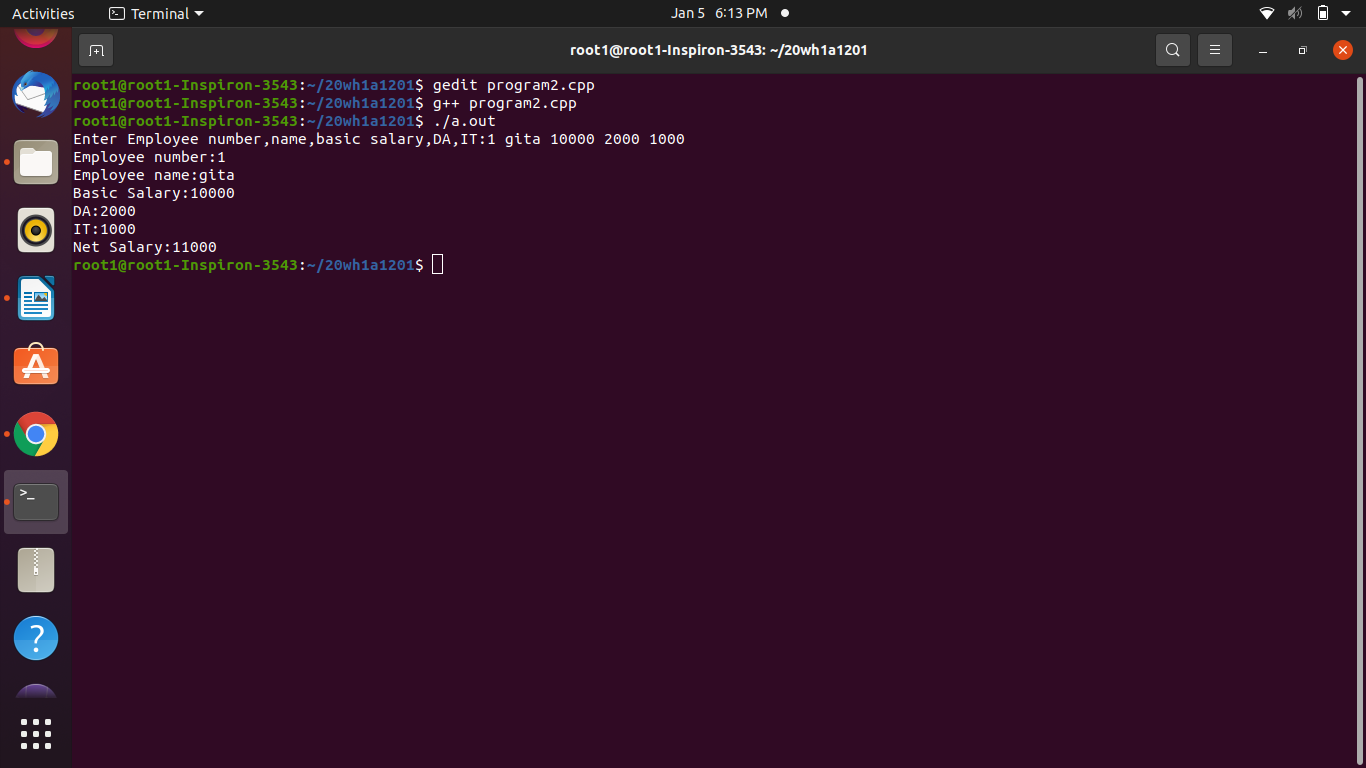 Activities
Terminal
Jan 5 6:13 PM
root1@root1-Inspiron-3543: ~/20wh1a1201
root1@root1-Inspiron-3543:~/20wh1a1201$ gedit program2.cpp
root1@root1-Inspiron-3543:~/20wh1a1201$ g++ program2.cpp
root1@root1-Inspiron-3543:~/20wh1a1201$ ./a.out
Enter Employee number,name,basic salary,DA,IT:1 gita 10000 2000 1000
Employee number:1
Employee name:gita
Basic Salary:10000
DA:2000
IT:1000
Net Salary:11000
root1@root1-Inspiron-3543:~/20wh1a1201$